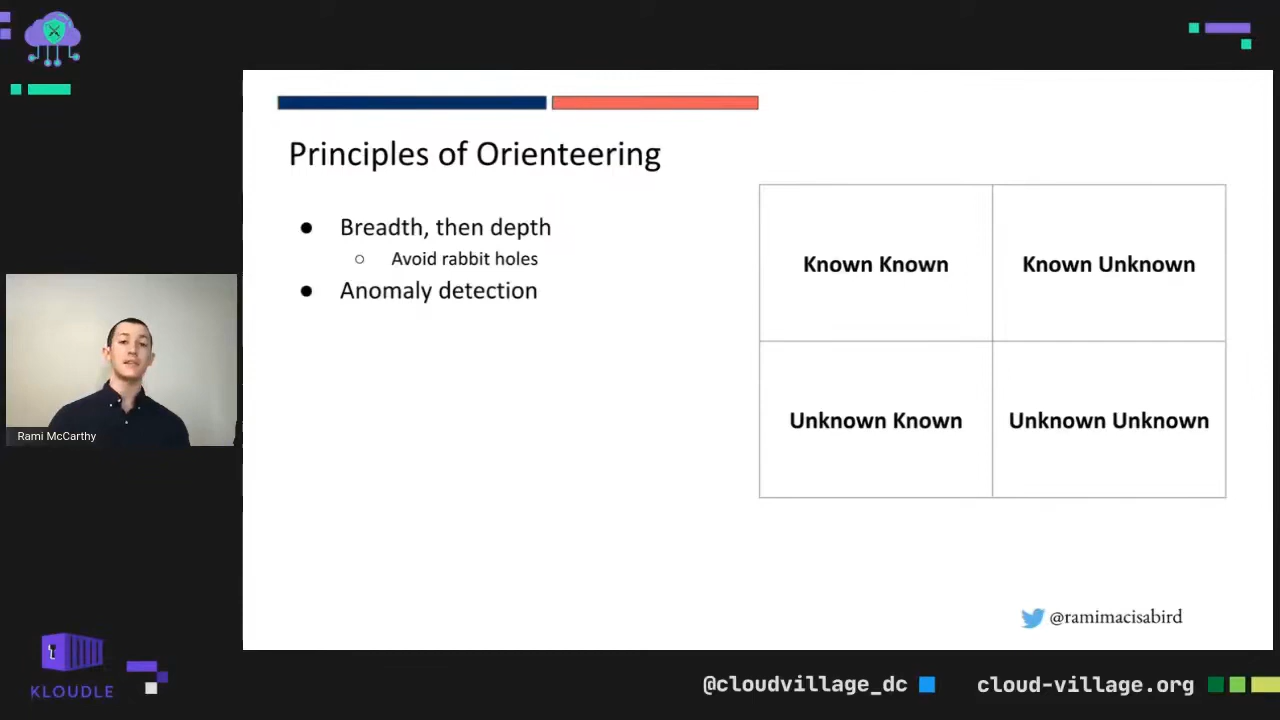 Principles of Orienteering
● Breadth, then depth
○ Avoid rabbit holes
● Anomaly detection
Known Known
Known Unknown
Unknown Known
Unknown Unknown
Rami McCarthy
@ramimacisabird
KLOUDLE
@cloudvillage_dc
cloud-village.org